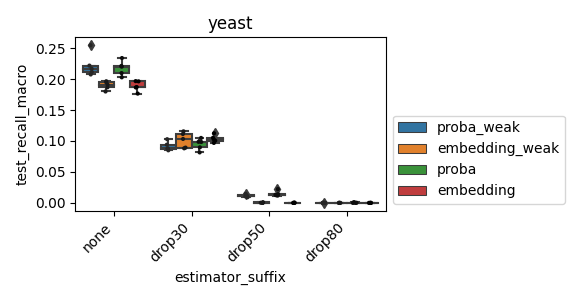 yeast
test_recall_macro
0.25
0.20
0.15
0.10
0.05
0.00
none
drop30
drop50
drop80
estimator_suffix
proba_weak
embedding_weak
proba
embedding